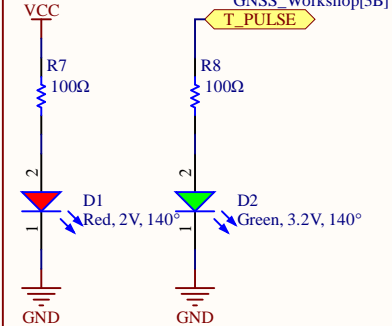 GNSS_Workshop[3B]
VCC
T_PULSE
R7
100Ω
R8
100Ω
2
2
D1
Red, 2V, 140°
D2
Green, 3.2V, 140°
1
1
GND
GND